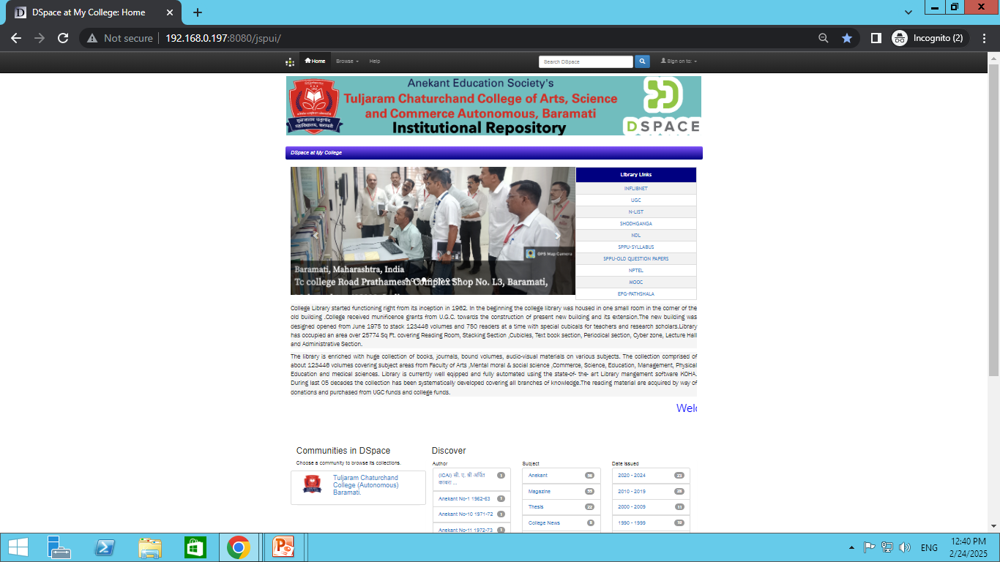 DSpace at My College: Home
Not secure
192.168.0.197:8080/jspui/
Incognito (2)
Home
Browse
Help
Search DSpace
Sign on to:
Anekant Education Society's
Tuljaram Chaturchand College of Arts, Science
and Commerce Autonomous, Baramati
Institutional Repository
DSPACE
DSpace at My College
GPS Map Camera
Baramati, Maharashtra, India
Tc college Road Prathamesh Complex Shop No. L3, Baramati,
Library Links
INFLIBNET
UGC
N-LIST
SHODHGANGA
NDL
SPPU-SYLLABUS
SPPU-OLD QUESTION PAPERS
NPTEL
MOOC
EPG-PATHSHALA
College Library started functioning right from its inception in 1962. In the beginning the college library was housed in one small room in the corner of the
old building .College received munificence grants from U.G.C. towards the construction of present new building and its extension.The new building was
designed opened from June 1975 to stack 123446 volumes and 750 readers at a time with special cubicals for teachers and research scholars.Library
has occupied an area over 25774 Sq Ft. covering Reading Room, Stacking Section ,Cubicles, Text book section, Periodical section, Cyber zone, Lecture Hall
and Administrative Section.
The library is enriched with huge collection of books, journals, bound volumes, audio-visual materials on various subjects. The collection comprised of
about 123446 volumes covering subject areas from Faculty of Arts ,Mental moral & social science ,Commerce, Science, Education, Management, Physical
Education and medical sciences. Library is currently well eqipped and fully automated using the state-of- the- art Library mangement software KOHA.
During last 05 decades the collection has been systematically developed covering all branches of knowledge.The reading material are acquired by way of
donations and purchased from UGC funds and college funds.
Welc
Communities in DSpace
Choose a community to browse its collections.
Tuljaram Chaturchand
College (Autonomous)
Baramati.
Discover
Author
(ICAI) सी. ए. श्री अर्पित 1
काबरा ...
Anekant No-1 1962-63 1
Anekant No-10 1971-72 1
Anekant No-11 1972-73 1
Subject
Anekant 56
Magazine 55
Thesis 22
College News 8
Date issued
2020 - 2024 23
2010 - 2019 28
2000 - 2009 11
1990 - 1999 10
ENG
12:40 PM
2/24/2025